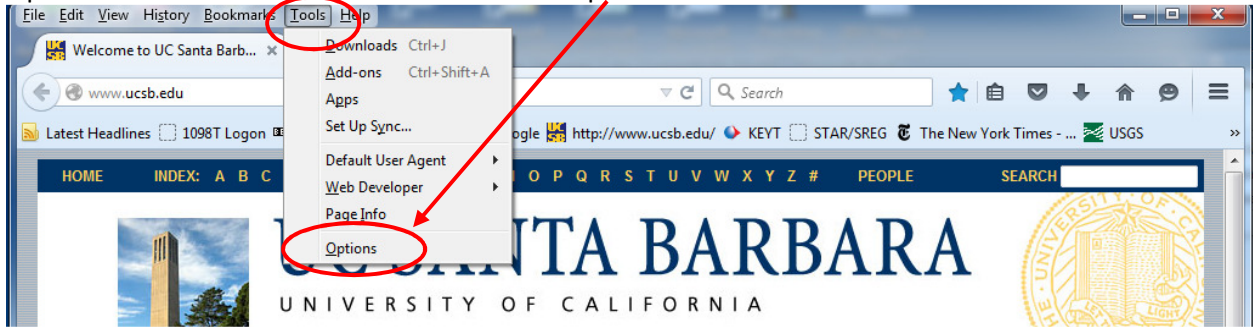 File Edit View History Bookmarks Tools Help
Welcome to UC Santa Barb... ×
www.ucsb.edu
Search
Latest Headlines 1098T Logon ogle http://www.ucsb.edu/ KEYT STAR/SREG The New York Times - ... USGS »
Downloads Ctrl+J
Add-ons Ctrl+Shift+A
Apps
Set Up Sync...
Default User Agent
Web Developer
Page Info
Options
HOME INDEX: A B C O P Q R S T U V W X Y Z # PEOPLE SEARCH
UC SANTA BARBARA
UNIVERSITY OF CALIFORNIA
LIGHT